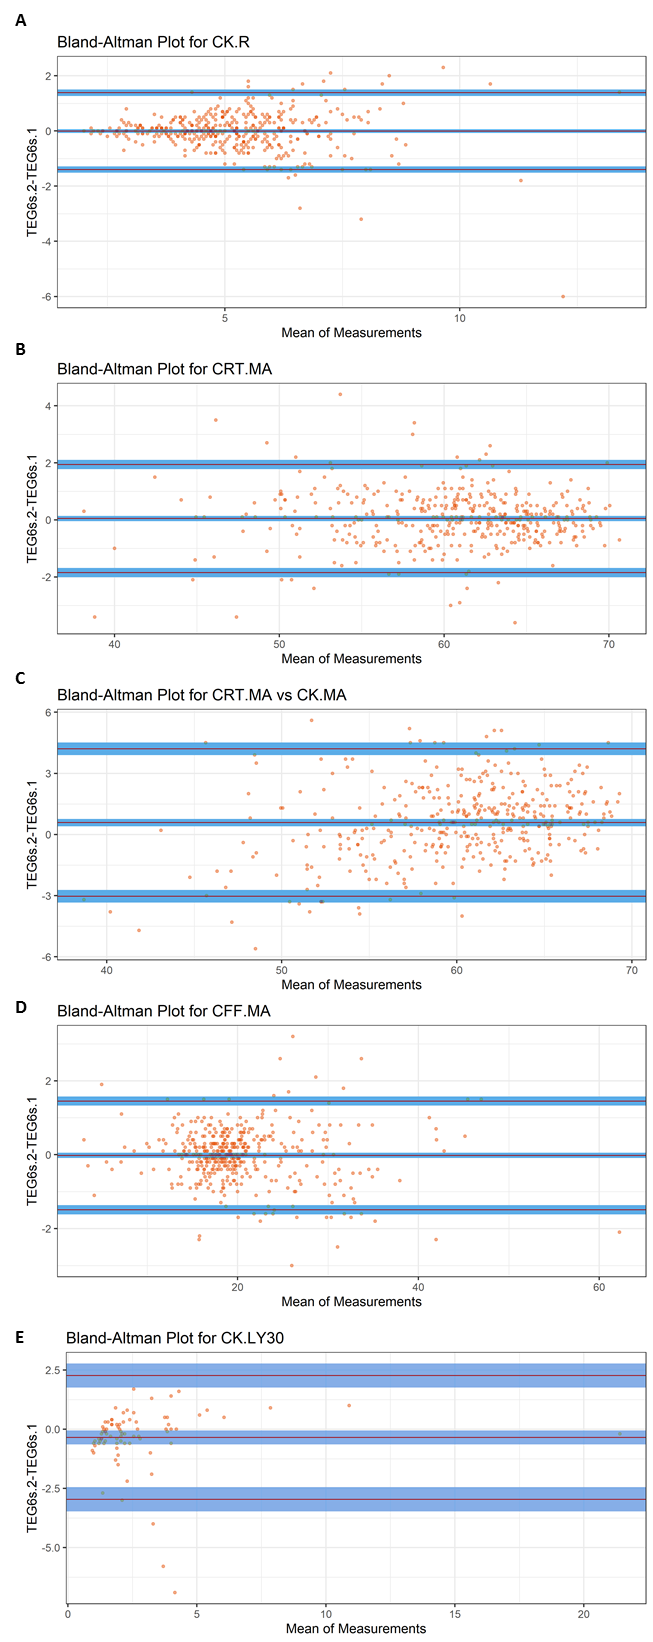 A
Bland-Altman Plot for CK.R
TEG6s.2-TEG6s.1
2
0
-2
-4
-6
5 10
Mean of Measurements
B
Bland-Altman Plot for CRT.MA
TEG6s.2-TEG6s.1
4
2
0
-2
40 50 60 70
Mean of Measurements
C
Bland-Altman Plot for CRT.MA vs CK.MA
TEG6s.2-TEG6s.1
6
3
0
-3
-6
40 50 60 70
Mean of Measurements
D
Bland-Altman Plot for CFF.MA
TEG6s.2-TEG6s.1
2
0
-2
20 40 60
Mean of Measurements
E
Bland-Altman Plot for CK.LY30
TEG6s.2-TEG6s.1
2.5
0.0
-2.5
-5.0
0 5 10 15 20
Mean of Measurements